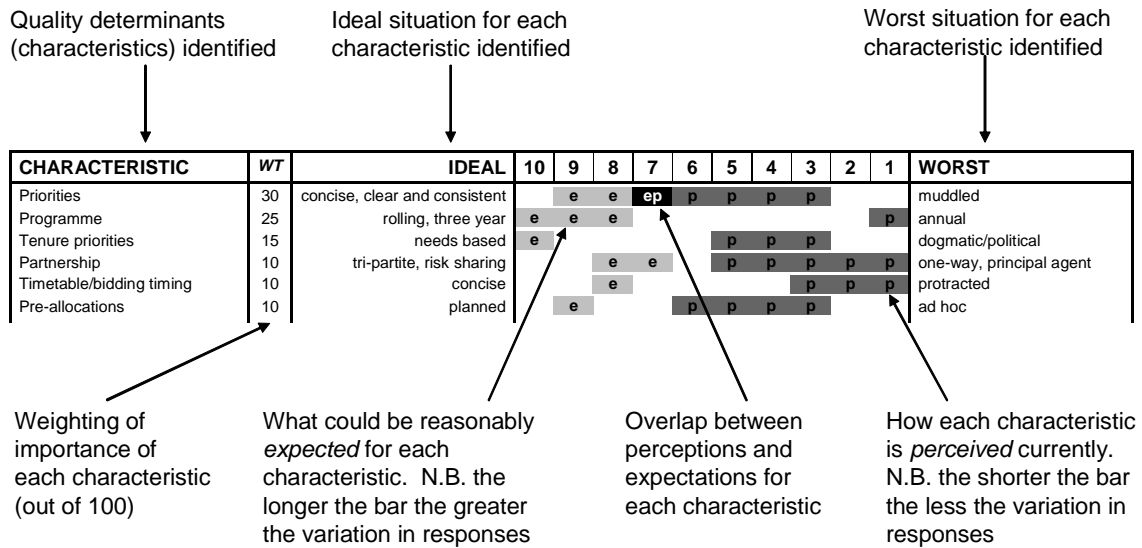 Quality determinants
(characteristics) identified
Ideal situation for each
characteristic identified
Worst situation for each
characteristic identified
CHARACTERISTIC WT IDEAL 10 9 8 7 6 5 4 3 2 1 WORST
Priorities 30 concise, clear and consistent e e ep p p p p muddled
Programme 25 rolling, three year e e e p annual
Tenure priorities 15 needs based e p p p dogmatic/political
Partnership 10 tri-partite, risk sharing e e p p p p p one-way, principal agent
Timetable/bidding timing 10 concise e p p p protracted
Pre-allocations 10 planned e p p p p ad hoc
Weighting of
importance of
each characteristic
(out of 100)
What could be reasonably
expected for each
characteristic. N.B. the
longer the bar the greater
the variation in responses
Overlap between
perceptions and
expectations for
each characteristic
How each characteristic
is perceived currently.
N.B. the shorter the bar
the less the variation in
responses